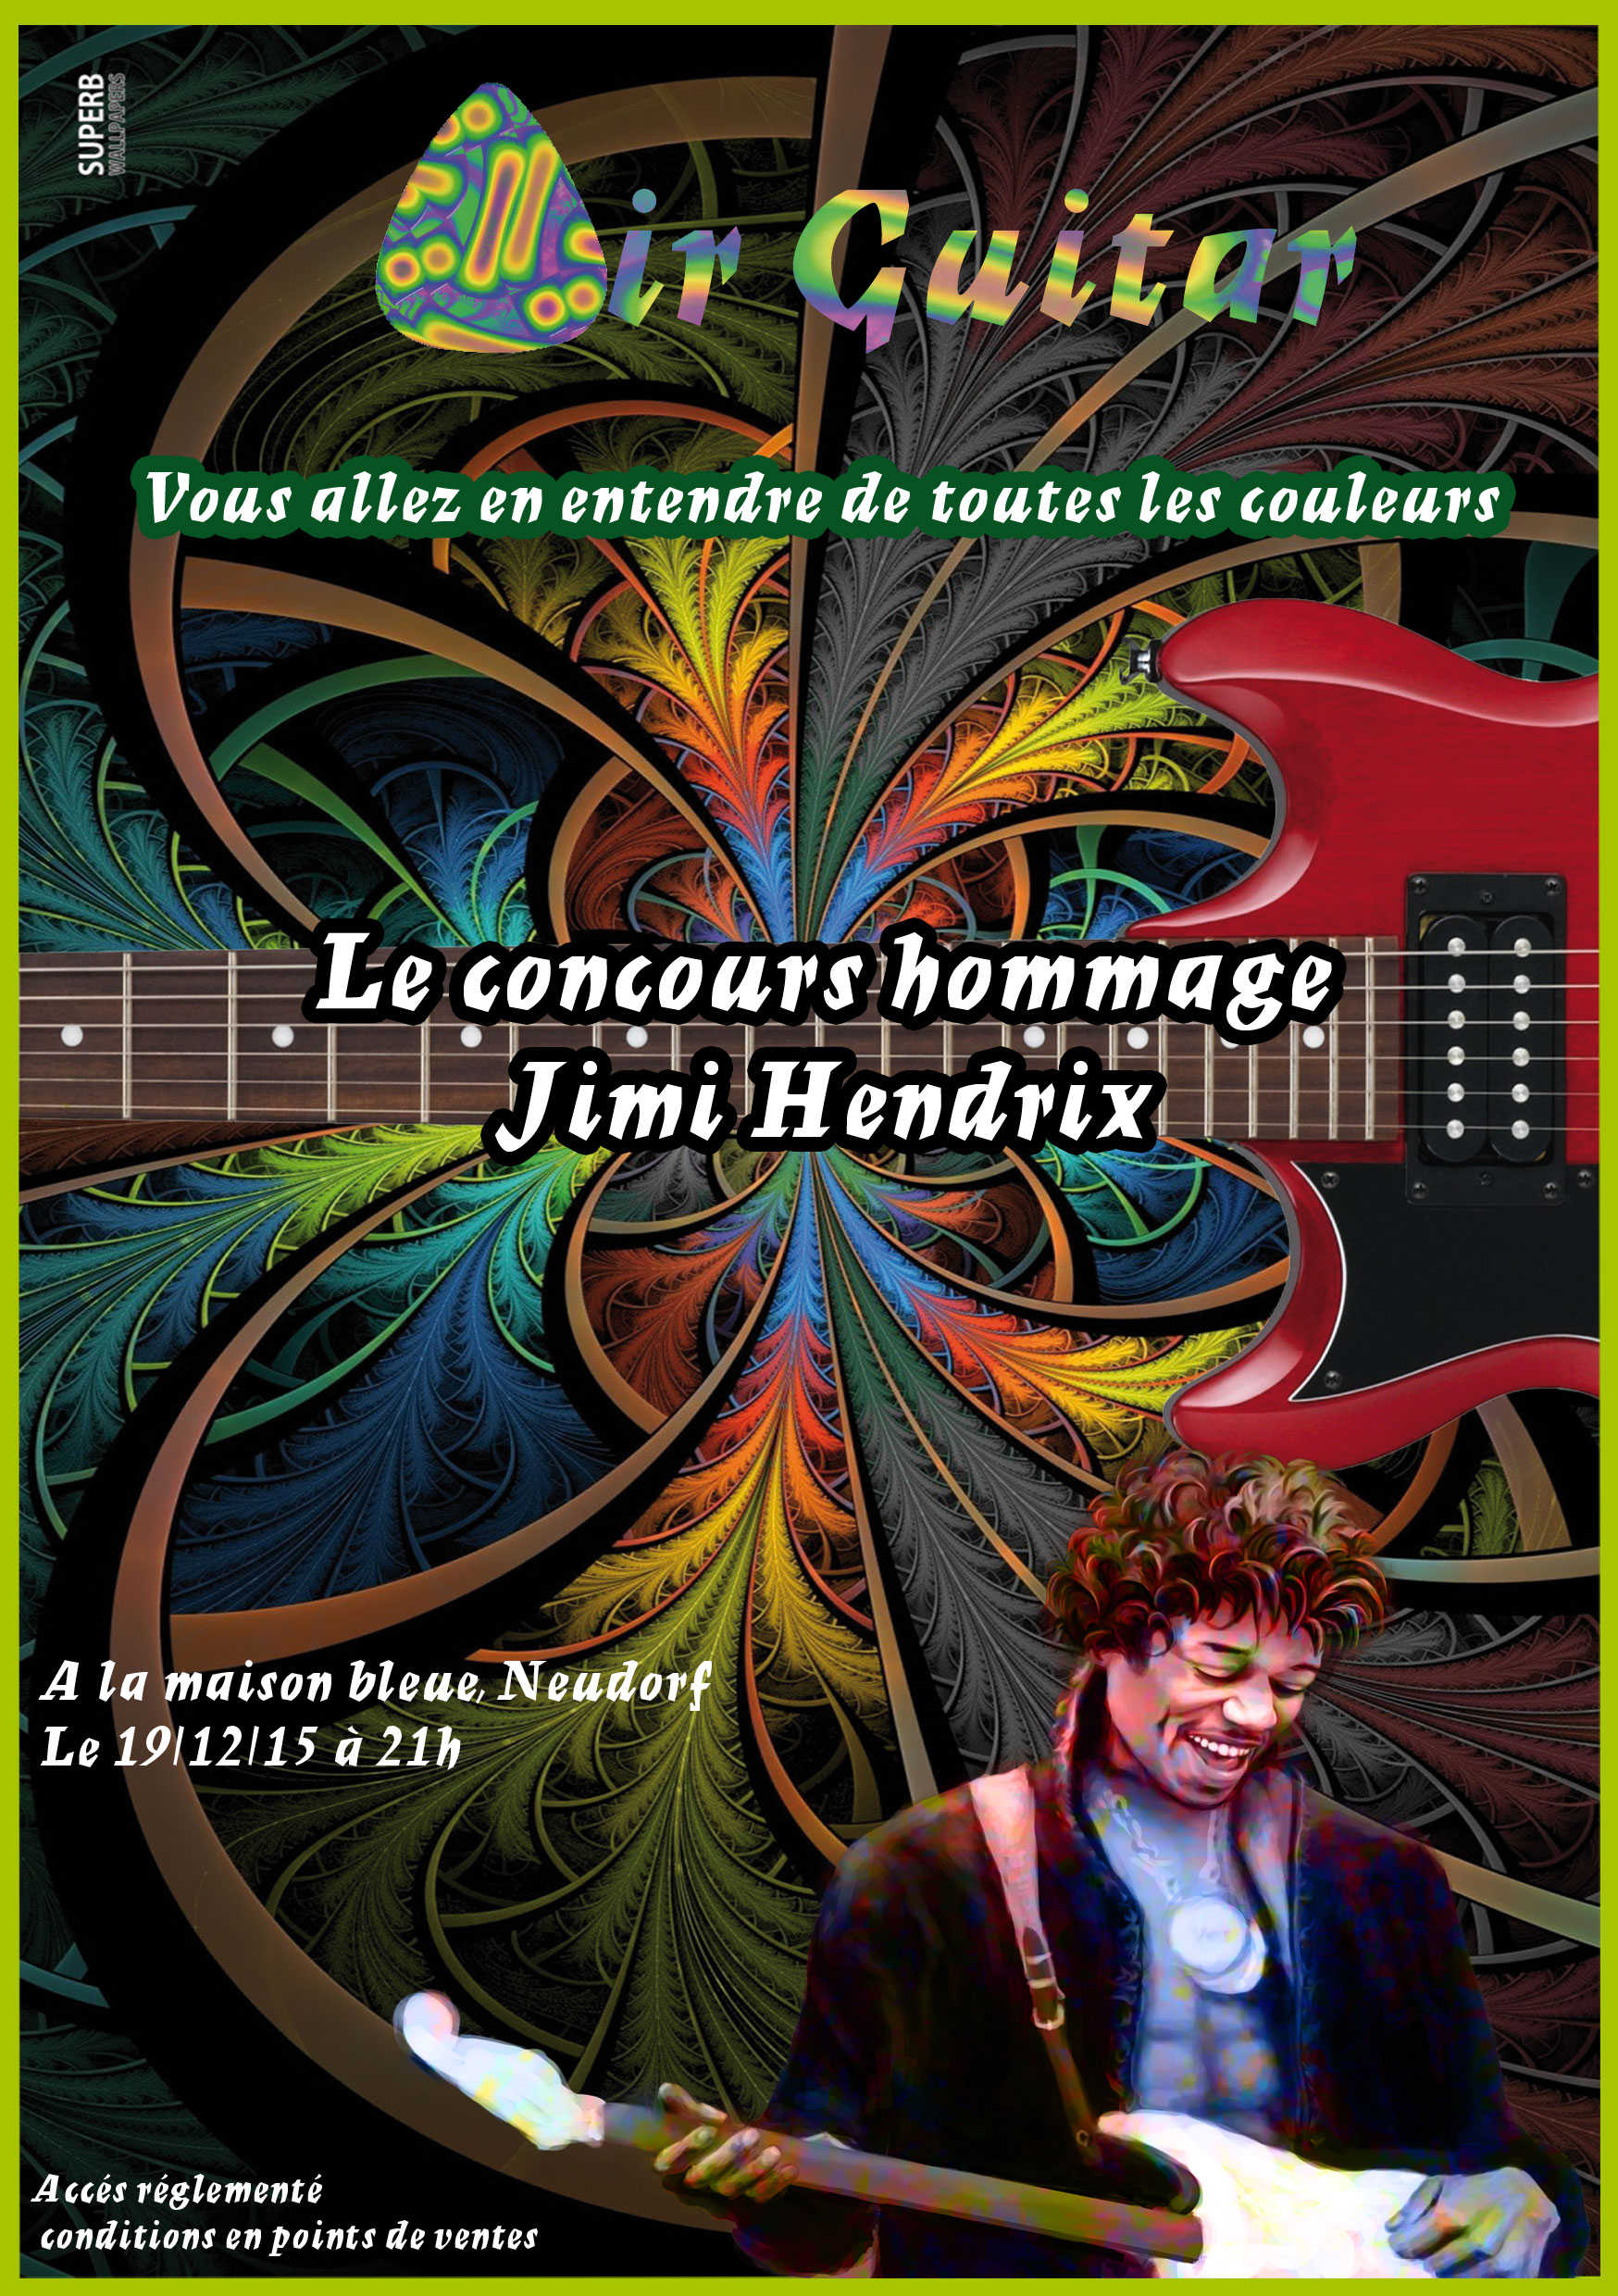 SUPERB
WALLPAPERS
Air Guitar
Vous allez en entendre de toutes les couleurs
Le concours hommage
Jimi Hendrix
A la maison bleue, Neudorf
Le 19/12/15 à 21h
Accés réglementé
conditions en points de ventes